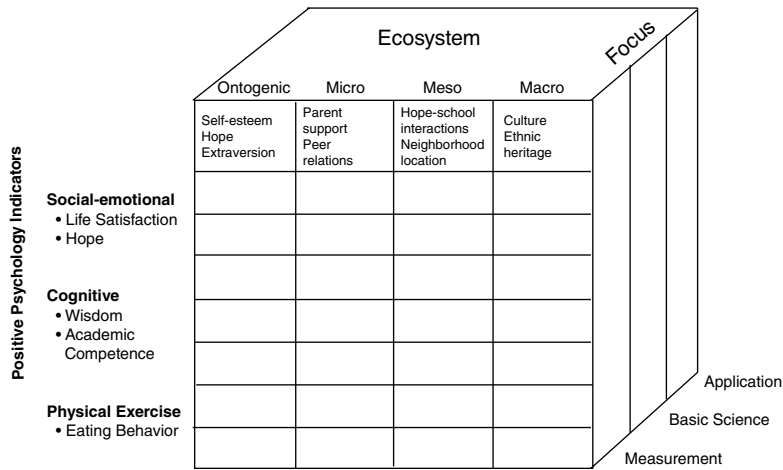 Ecosystem
Focus
Ontogenic
Micro
Meso
Macro
Self-esteem
Hope
Extraversion
Parent
support
Peer
relations
Hope-school
interactions
Neighborhood
location
Culture
Ethnic
heritage
Positive Psychology Indicators
Social-emotional
• Life Satisfaction
• Hope
Cognitive
• Wisdom
• Academic
Competence
Physical Exercise
• Eating Behavior
Application
Basic Science
Measurement